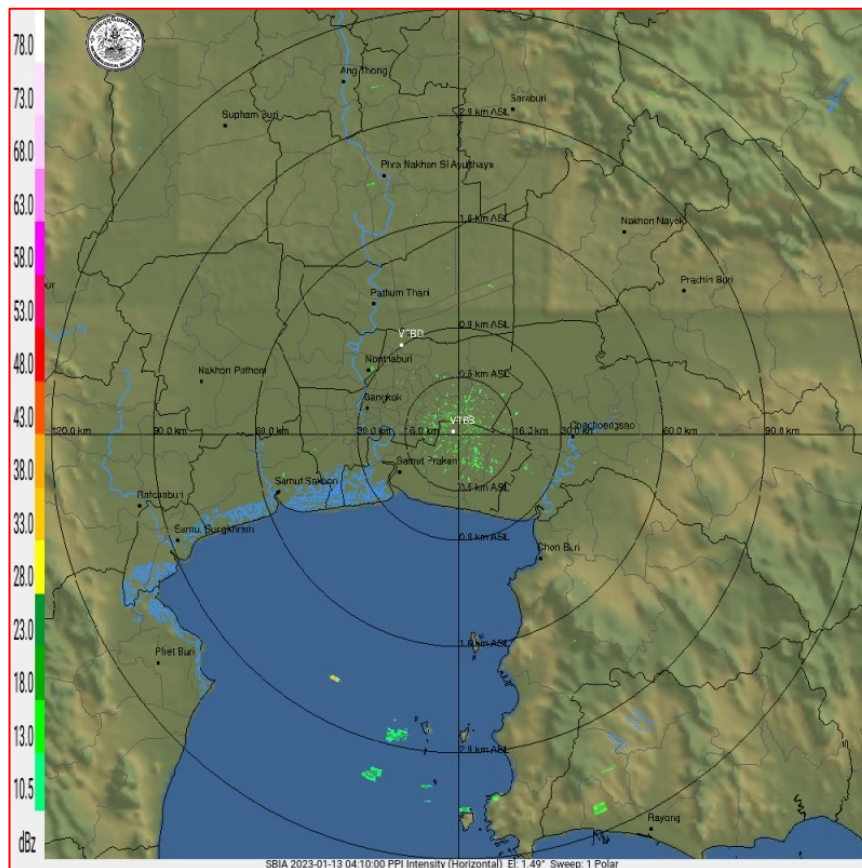 78.0
73.0
68.0
63.0
58.0
53.0
48.0
43.0
38.0
33.0
28.0
23.0
18.0
13.0
10.5
dBz
Ang Thong
Saraburi
Suphan Buri
2.9 km ASL
Phra Nakhon Si Ayutthaya
1.6 km ASL
Nakhon Nayok
Prachin Buri
Pathum Thani
0.9 km ASL
VTBD
Nonthaburi
Nakhon Pathom
0.5 km ASL
Bangkok
VTBS
Chachoengsao
120.0 km
90.0 km
60.0 km
30.0 km
16.0 km
16.2 km
30.0 km
60.0 km
90.0 km
Samut Prakan
0.5 km ASL
Samut Sakhon
Ratchaburi
Samut Songkhram
0.9 km ASL
Chon Buri
1.6 km ASL
Phet Buri
2.9 km ASL
Rayong
SBIA 2023-01-13 04:10:00 PPI Intensity (Horizontal) El: 1.49° Sweep: 1 Polar